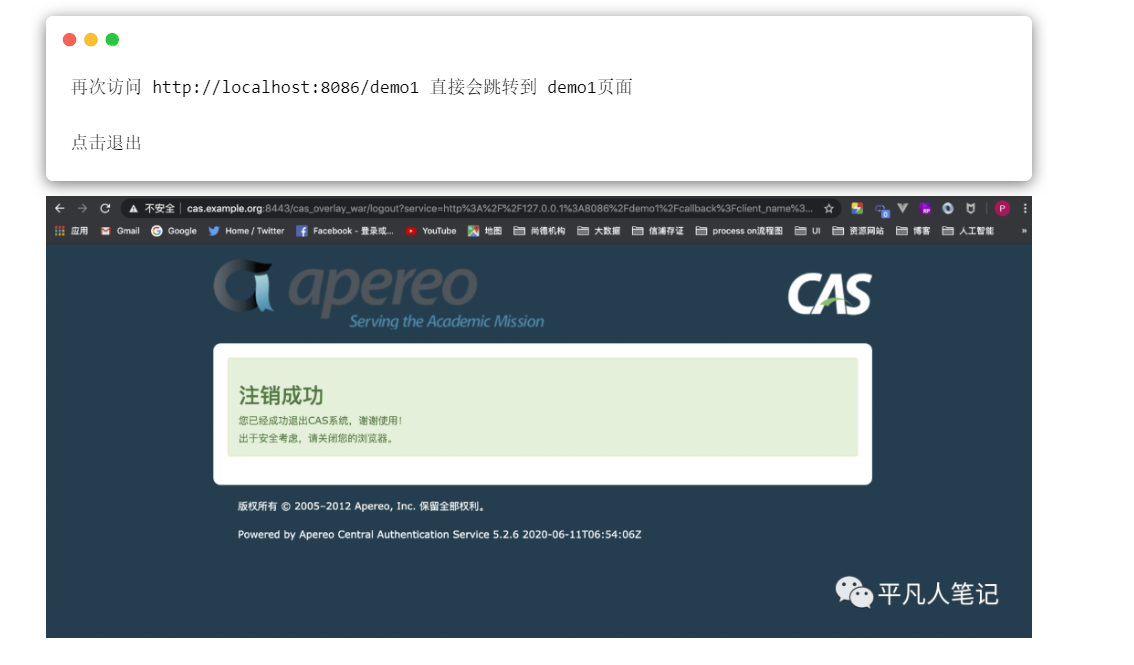 再次访问 http://localhost:8086/demo1 直接会跳转到 demo1页面
点击退出
不安全 | cas.example.org:8443/cas_overlay_war/logout?service=http%3A%2F%2F127.0.0.1%3A8086%2Fdemo1%2Fcallback%3Fclient_name%3...
P
应用 Gmail Google Home / Twitter Facebook - 登录或... YouTube 地图 尚德机构 大数据 信浦存证 process on流程图 UI 资源网站 博客 人工智能 »
apereo
Serving the Academic Mission
CAS
注销成功
您已经成功退出CAS系统，谢谢使用!
出于安全考虑，请关闭您的浏览器。
版权所有 © 2005–2012 Apereo, Inc. 保留全部权利。
Powered by Apereo Central Authentication Service 5.2.6 2020-06-11T06:54:06Z
平凡人笔记